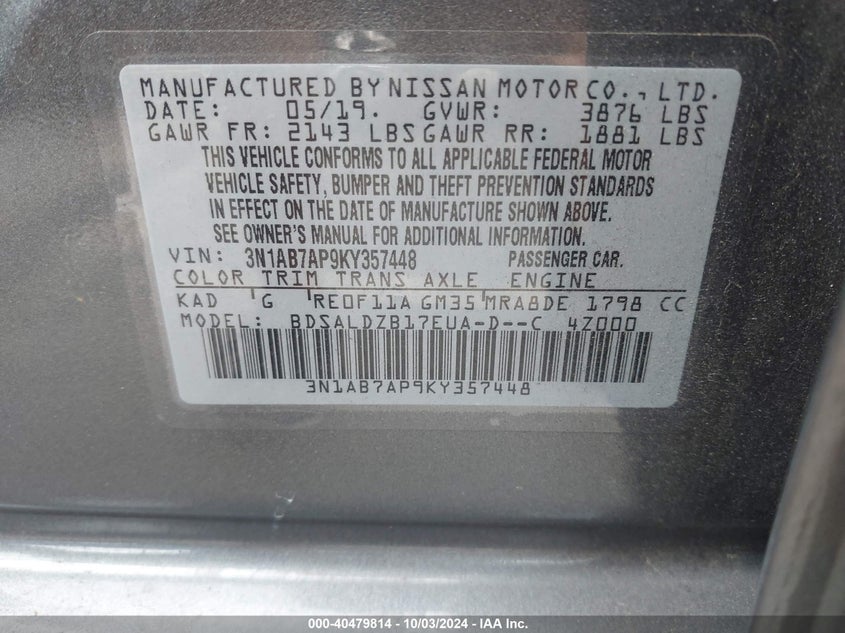 MANUFACTURED BY NISSAN MOTOR CO., LTD.
DATE: 05/19. GVWR: 3876 LBS
GAWR FR: 2143 LBS GAWR RR: 1881 LBS
THIS VEHICLE CONFORMS TO ALL APPLICABLE FEDERAL MOTOR
VEHICLE SAFETY, BUMPER AND THEFT PREVENTION STANDARDS
IN EFFECT ON THE DATE OF MANUFACTURE SHOWN ABOVE.
SEE OWNER'S MANUAL FOR ADDITIONAL INFORMATION.
VIN: 3N1AB7AP9KY357448 PASSENGER CAR.
COLOR TRIM TRANS AXLE ENGINE
KAD G RE0F11A GM35 MRA8DE 1798 CC
MODEL: BDSALDZB17EUA-D--C 4Z000
3N1AB7AP9KY357448
000-40479814 - 10/03/2024 - IAA Inc.